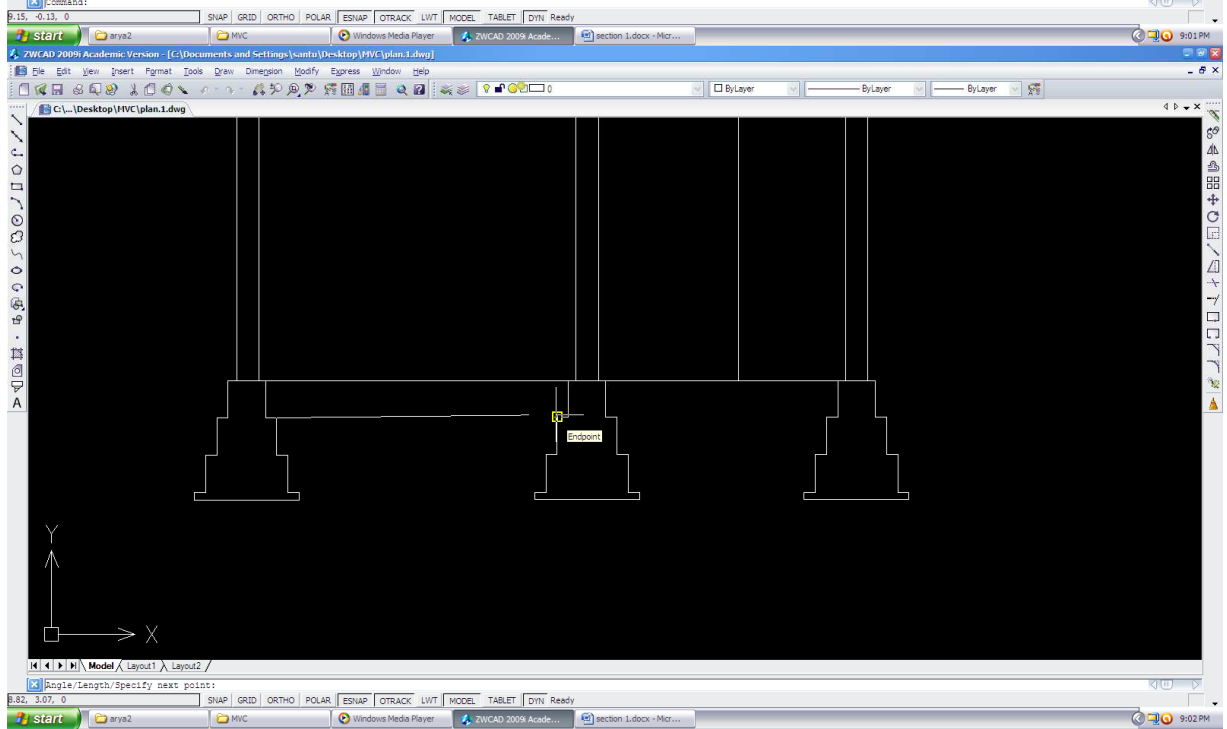 Command:
9.15, -0.13, 0 SNAP GRID ORTHO POLAR ESNAP OTRACK LWT MODEL TABLET DYN Ready
start arya2 MVC Windows Media Player ZWCAD 2009i Acade... section 1.docx - Micr... 9:01 PM
ZWCAD 2009i Academic Version - [C:\Documents and Settings\santu\Desktop\MVC\plan.1.dwg]
File Edit View Insert Format Tools Draw Dimension Modify Express Window Help
0 ByLayer ByLayer ByLayer
C:\...\Desktop\MVC\plan.1.dwg
A
Endpoint
Y
X
Model Layout1 Layout2
Angle/Length/Specify next point:
8.82, 3.07, 0 SNAP GRID ORTHO POLAR ESNAP OTRACK LWT MODEL TABLET DYN Ready
start arya2 MVC Windows Media Player ZWCAD 2009i Acade... section 1.docx - Micr... 9:02 PM